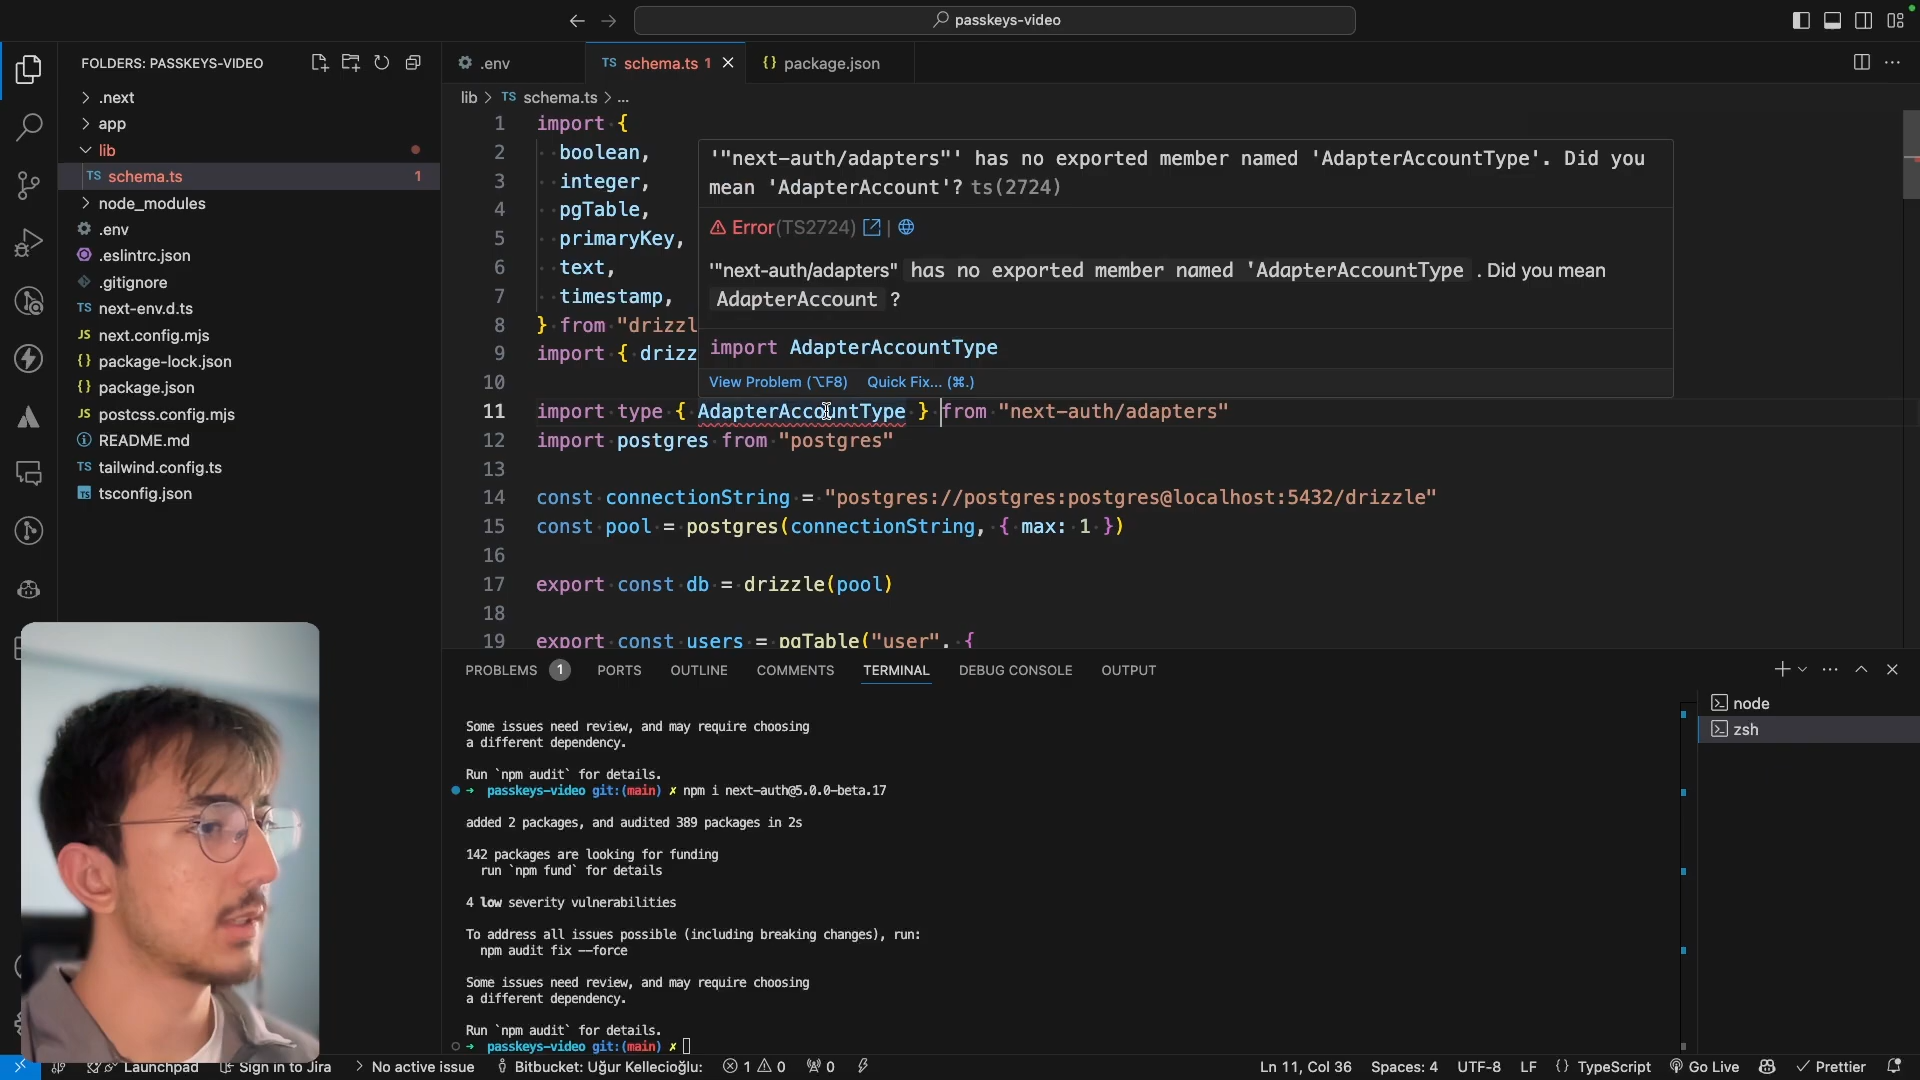 passkeys-video
FOLDERS: PASSKEYS-VIDEO
.next
app
lib
TS schema.ts 1
node_modules
.env
.eslintrc.json
.gitignore
TS next-env.d.ts
JS next.config.mjs
{} package-lock.json
{} package.json
JS postcss.config.mjs
README.md
TS tailwind.config.ts
TS tsconfig.json
.env
TS schema.ts 1
{} package.json
lib > TS schema.ts > ...
1 import {
2 boolean,
3 integer,
4 pgTable,
5 primaryKey,
6 text,
7 timestamp,
8 } from "drizzl
9 import { drizz
10
11 import type { AdapterAccountType } from "next-auth/adapters"
12 import postgres from "postgres"
13
14 const connectionString = "postgres://postgres:postgres@localhost:5432/drizzle"
15 const pool = postgres(connectionString, { max: 1 })
16
17 export const db = drizzle(pool)
18
19 export const users = pgTable("user", {
'"next-auth/adapters"' has no exported member named 'AdapterAccountType'. Did you
mean 'AdapterAccount'? ts(2724)
Error(TS2724) |
'"next-auth/adapters" has no exported member named 'AdapterAccountType . Did you mean
AdapterAccount ?
import AdapterAccountType
View Problem (⌥F8) Quick Fix... (⌘.)
PROBLEMS 1 PORTS OUTLINE COMMENTS TERMINAL DEBUG CONSOLE OUTPUT
Some issues need review, and may require choosing
a different dependency.
Run `npm audit` for details.
→ passkeys-video git:(main) ✗ npm i next-auth@5.0.0-beta.17
added 2 packages, and audited 389 packages in 2s
142 packages are looking for funding
run `npm fund` for details
4 low severity vulnerabilities
To address all issues possible (including breaking changes), run:
npm audit fix --force
Some issues need review, and may require choosing
a different dependency.
Run `npm audit` for details.
→ passkeys-video git:(main) ✗
node
zsh
Launchpad Sign in to Jira > No active issue Bitbucket: Uğur Kellecioğlu: 1 0 0 Ln 11, Col 36 Spaces: 4 UTF-8 LF {} TypeScript Go Live Prettier